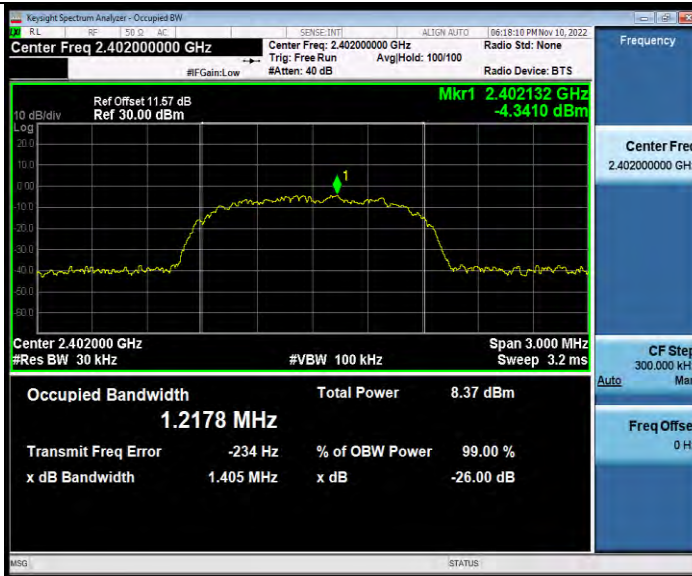 Keysight Spectrum Analyzer - Occupied BW
RL RF 50 Ω AC SENSE:INT ALIGN AUTO 06:18:10 PM Nov 10, 2022
Center Freq 2.402000000 GHz
Center Freq: 2.402000000 GHz
Radio Std: None
Trig: Free Run
Avg|Hold: 100/100
#IFGain:Low
#Atten: 40 dB
Radio Device: BTS
Frequency
Mkr1 2.402132 GHz
-4.3410 dBm
Ref Offset 11.57 dB
10 dB/div
Ref 30.00 dBm
Log
20.0
10.0
0.00
-10.0
-20.0
-30.0
-40.0
-50.0
-60.0
1
Center 2.402000 GHz
Span 3.000 MHz
#Res BW 30 kHz
#VBW 100 kHz
Sweep 3.2 ms
Center Freq
2.402000000 GH
CF Step
300.000 kH
Auto Ma
Freq Offse
0 H
Occupied Bandwidth
1.2178 MHz
Total Power 8.37 dBm
Transmit Freq Error -234 Hz % of OBW Power 99.00 %
x dB Bandwidth 1.405 MHz x dB -26.00 dB
MSG
STATUS